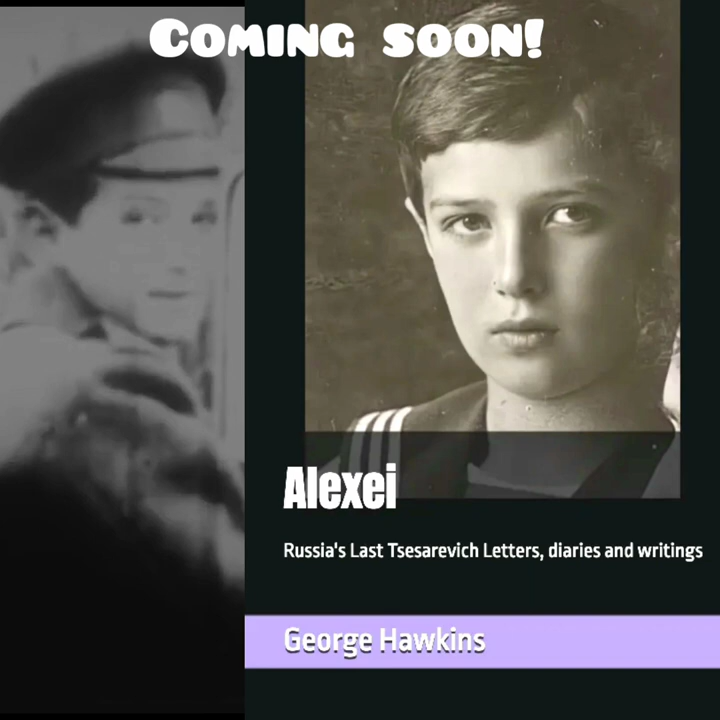 Coming soon!
Alexei
Russia's Last Tsesarevich Letters, diaries and writings
George Hawkins